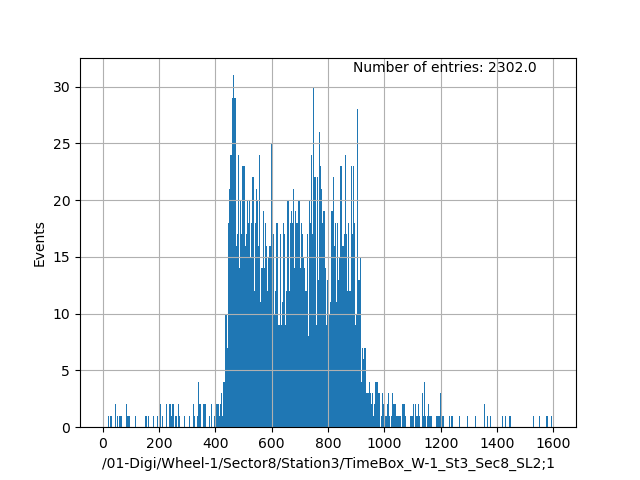 Number of entries: 2302.0
30
25
20
15
10
5
0
Events
0 200 400 600 800 1000 1200 1400 1600
/01-Digi/Wheel-1/Sector8/Station3/TimeBox_W-1_St3_Sec8_SL2;1